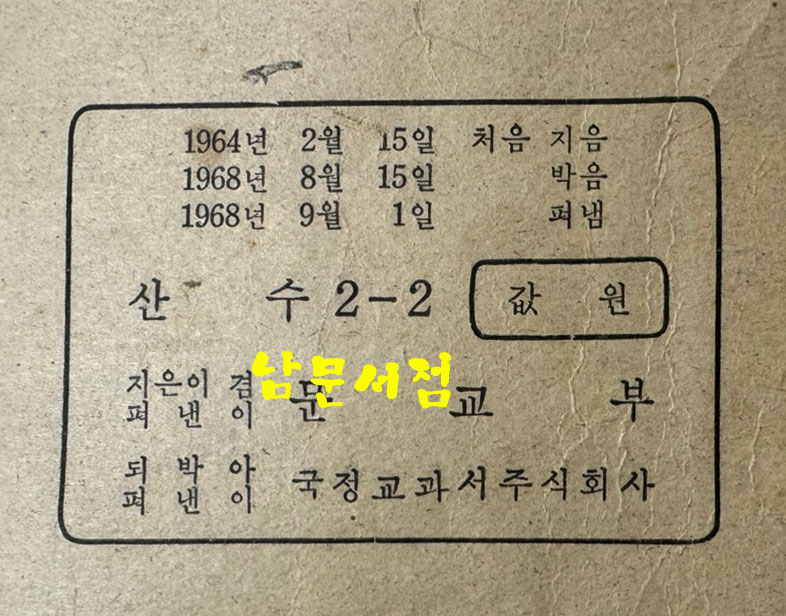 1964년 2월 15일 처음 지음
1968년 8월 15일 박음
1968년 9월 1일 펴냄
산 수 2-2
값 원
지은이 겸
펴 낸 이
문 교 부
남문서점
되 박 아
펴 낸 이
국정교과서주식회사